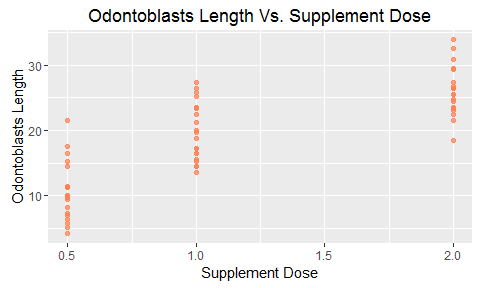 Odontoblasts Length Vs. Supplement Dose
Odontoblasts Length
30
20
10
0.5 1.0 1.5 2.0
Supplement Dose